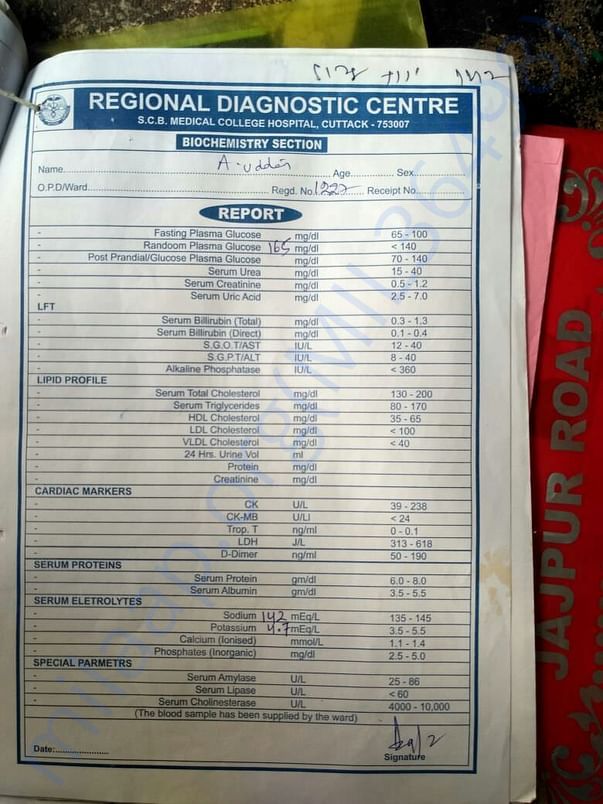 REGIONAL DIAGNOSTIC CENTRE
S.C.B. MEDICAL COLLEGE HOSPITAL, CUTTACK - 753007
BIOCHEMISTRY SECTION
Name A. Uddin Age Sex
O.P.D/Ward Regd. No. 1227 Receipt No
REPORT
- Fasting Plasma Glucose mg/dl 65 - 100
- Randoom Plasma Glucose 165 mg/dl < 140
- Post Prandial/Glucose Plasma Glucose mg/dl 70 - 140
- Serum Urea mg/dl 15 - 40
- Serum Creatinine mg/dl 0.5 - 1.2
- Serum Uric Acid mg/dl 2.5 - 7.0
LFT
- Serum Billirubin (Total) mg/dl 0.3 - 1.3
- Serum Billirubin (Direct) mg/dl 0.1 - 0.4
- S.G.O.T/AST IU/L 12 - 40
- S.G.P.T/ALT IU/L 8 - 40
- Alkaline Phosphatase IU/L < 360
LIPID PROFILE
- Serum Total Cholesterol mg/dl 130 - 200
- Serum Triglycerides mg/dl 80 - 170
- HDL Cholesterol mg/dl 35 - 65
- LDL Cholesterol mg/dl < 100
- VLDL Cholesterol mg/dl < 40
- 24 Hrs. Urine Vol ml
- Protein mg/dl
- Creatinine mg/dl
CARDIAC MARKERS
- CK U/L 39 - 238
- CK-MB U/LI < 24
- Trop. T ng/ml 0 - 0.1
- LDH J/L 313 - 618
- D-Dimer ng/ml 50 - 190
SERUM PROTEINS
- Serum Protein gm/dl 6.0 - 8.0
- Serum Albumin gm/dl 3.5 - 5.5
SERUM ELETROLYTES
- Sodium 142 mEq/L 135 - 145
- Potassium 4.7 mEq/L 3.5 - 5.5
- Calcium (Ionised) mmol/L 1.1 - 1.4
- Phosphates (Inorganic) mg/dl 2.5 - 5.0
SPECIAL PARMETRS
- Serum Amylase U/L 25 - 86
- Serum Lipase U/L < 60
- Serum Cholinesterase U/L 4000 - 10,000
(The blood sample has been supplied by the ward)
Date:
Signature
JAJPUR ROAD
milaap.org(MII 364